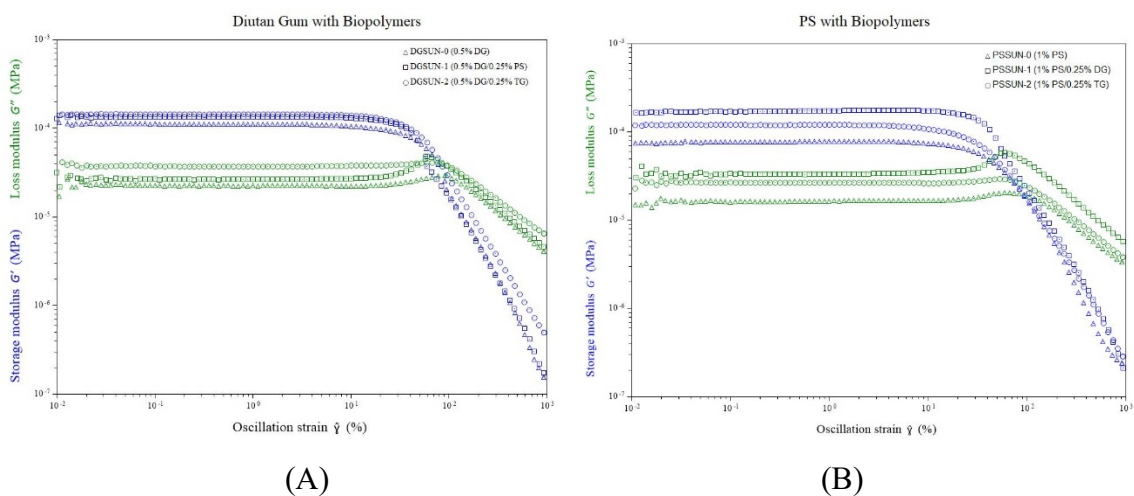 Diutan Gum with Biopolymers
Loss modulus G" (MPa)
Storage modulus G' (MPa)
10-3
10-4
10-5
10-6
10-7
△ DGSUN-0 (0.5% DG)
□ DGSUN-1 (0.5% DG/0.25% PS)
○ DGSUN-2 (0.5% DG/0.25% TG)
10-2 10-1 100 101 102 103
Oscillation strain γ̂ (%)
(A)
PS with Biopolymers
Loss modulus G" (MPa)
Storage modulus G' (MPa)
10-3
10-4
10-5
10-6
10-7
△ PSSUN-0 (1% PS)
□ PSSUN-1 (1% PS/0.25% DG)
○ PSSUN-2 (1% PS/0.25% TG)
10-2 10-1 100 101 102 103
Oscillation strain γ̂ (%)
(B)